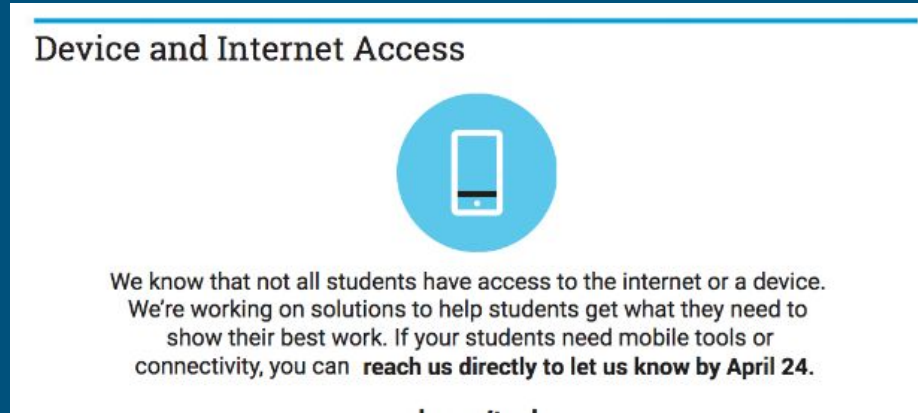 Device and Internet Access
We know that not all students have access to the internet or a device.
We're working on solutions to help students get what they need to
show their best work. If your students need mobile tools or
connectivity, you can reach us directly to let us know by April 24.